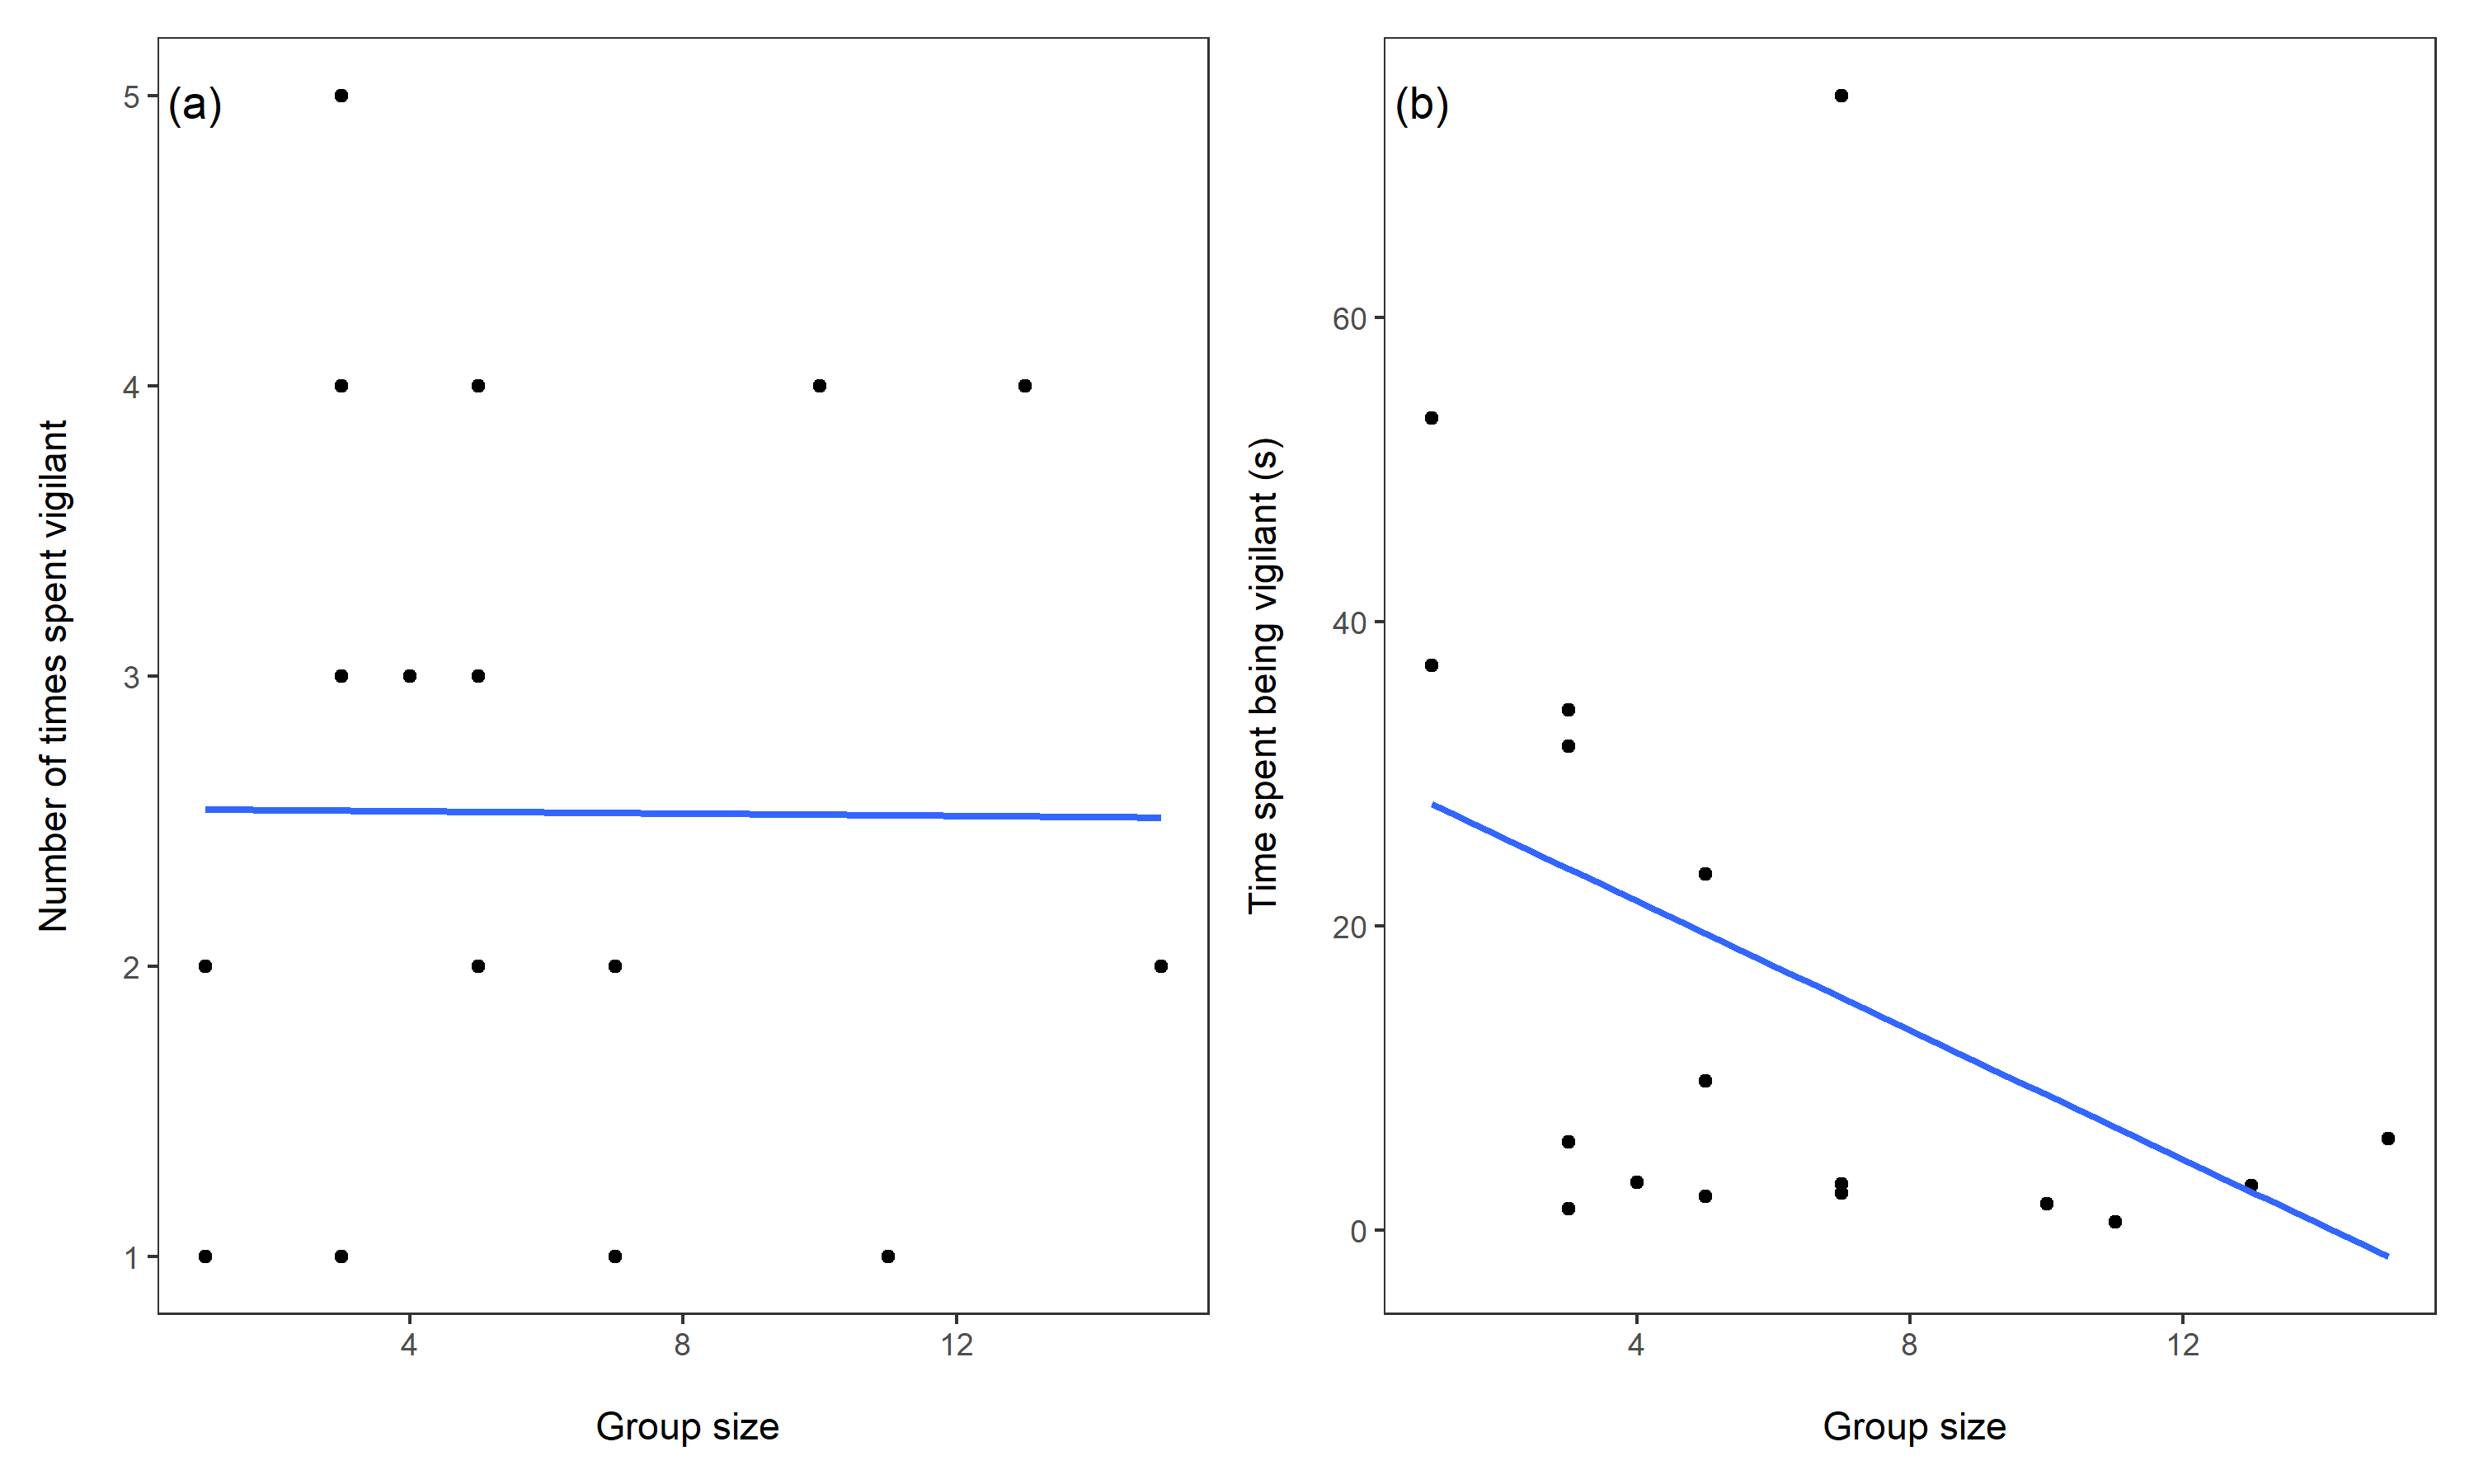 (a)
Number of times spent vigilant
5
4
3
2
1
4 8 12
Group size
(b)
Time spent being vigilant (s)
60
40
20
0
4 8 12
Group size